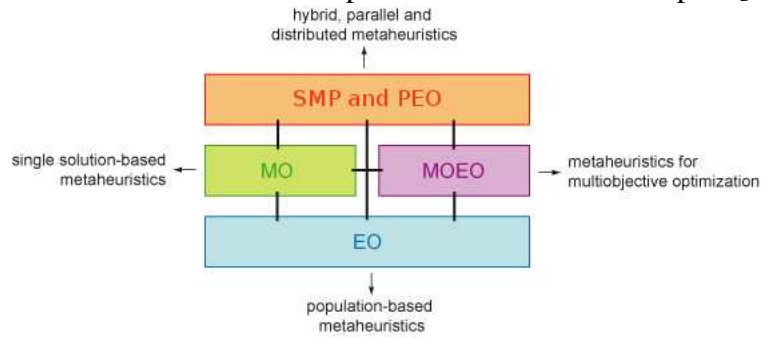 hybrid, parallel and
distributed metaheuristics
SMP and PEO
single solution-based
metaheuristics
MO
MOEO
metaheuristics for
multiobjective optimization
EO
population-based
metaheuristics